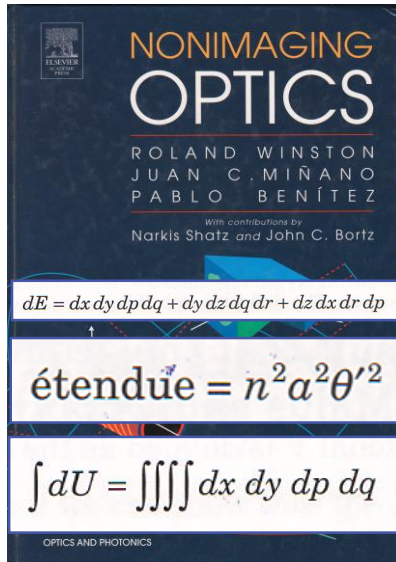 ELSEVIER
ACADEMIC
PRESS
NONIMAGING
OPTICS
ROLAND WINSTON
JUAN C. MIÑANO
PABLO BENÍTEZ
With contributions by
Narkis Shatz and John C. Bortz
dE = dx dy dp dq + dy dz dq dr + dz dx dr dp
étendue = n²a²θ′²
∫dU = ∫∫∫∫ dx dy dp dq
OPTICS AND PHOTONICS